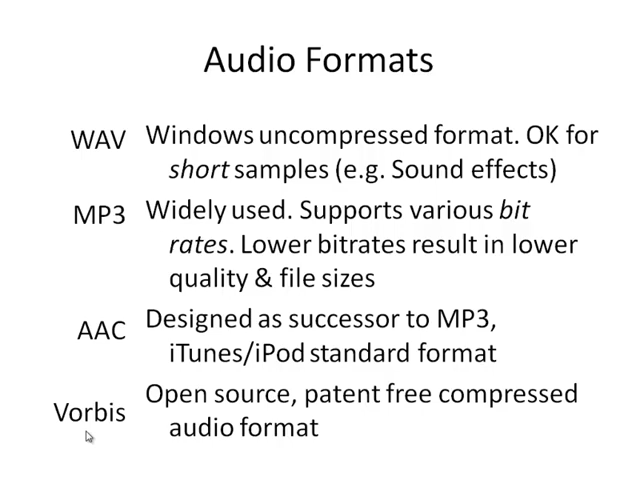 Audio Formats
WAV Windows uncompressed format. OK for
short samples (e.g. Sound effects)
MP3 Widely used. Supports various bit
rates. Lower bitrates result in lower
quality & file sizes
AAC Designed as successor to MP3,
iTunes/iPod standard format
Vorbis Open source, patent free compressed
audio format